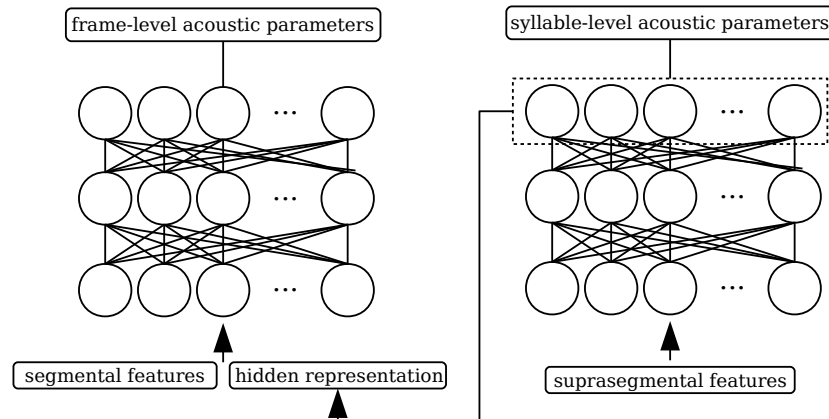 frame-level acoustic parameters
syllable-level acoustic parameters
...
...
...
...
...
...
segmental features
hidden representation
suprasegmental features